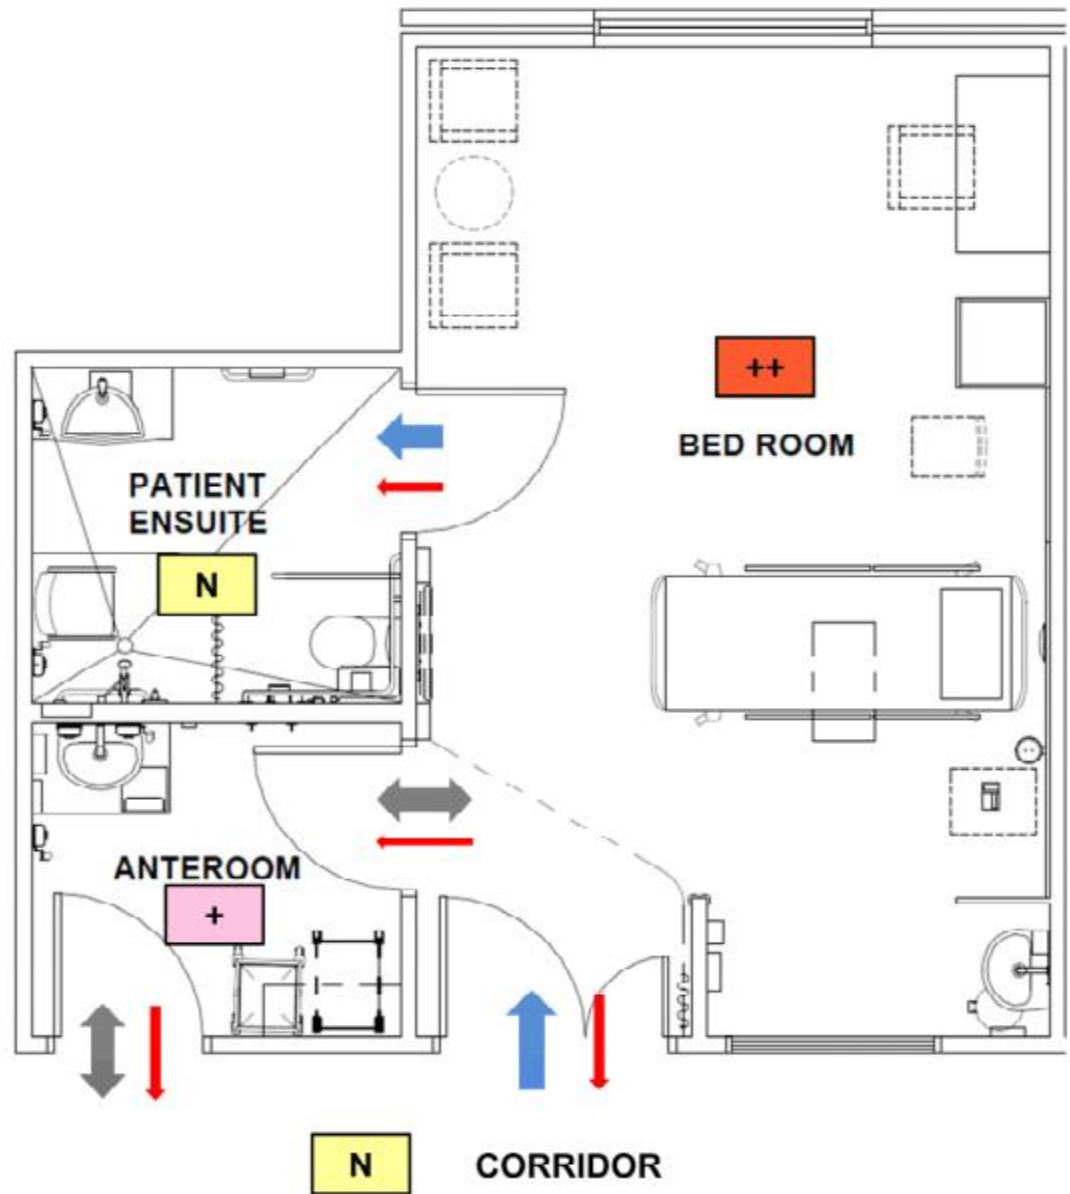 ++
BED ROOM
PATIENT
ENSUITE
N
ANTEROOM
+
N
CORRIDOR